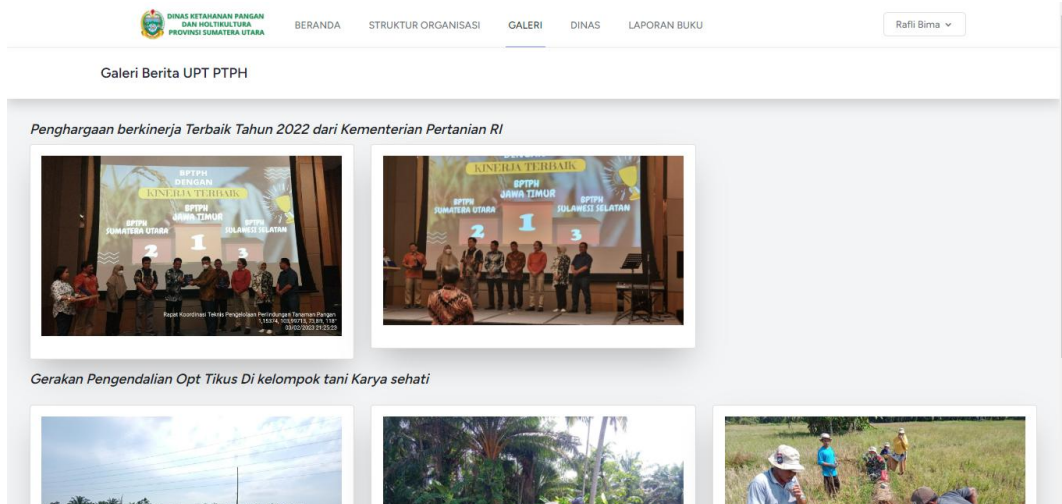 DINAS KETAHANAN PANGAN
DAN HOLTIKULTURA
PROVINSI SUMATERA UTARA
BERANDA
STRUKTUR ORGANISASI
GALERI
DINAS
LAPORAN BUKU
Rafli Bima
Galeri Berita UPT PTPH
Penghargaan berkinerja Terbaik Tahun 2022 dari Kementerian Pertanian RI
BPTPH
DENGAN
KINERJA TERBAIK
BPTPH
JAWA TIMUR
BPTPH
SUMATERA UTARA
BPTPH
SULAWESI SELATAN
2
1
3
Rapat Koordinasi Teknis Pengelolaan Perlindungan Tanaman Pangan
03/02/2023 21:25:23
DENGAN
KINERJA TERBAIK
BPTPH
JAWA TIMUR
BPTPH
SUMATERA UTARA
BPTPH
SULAWESI SELATAN
2
1
3
Gerakan Pengendalian Opt Tikus Di kelompok tani Karya sehati